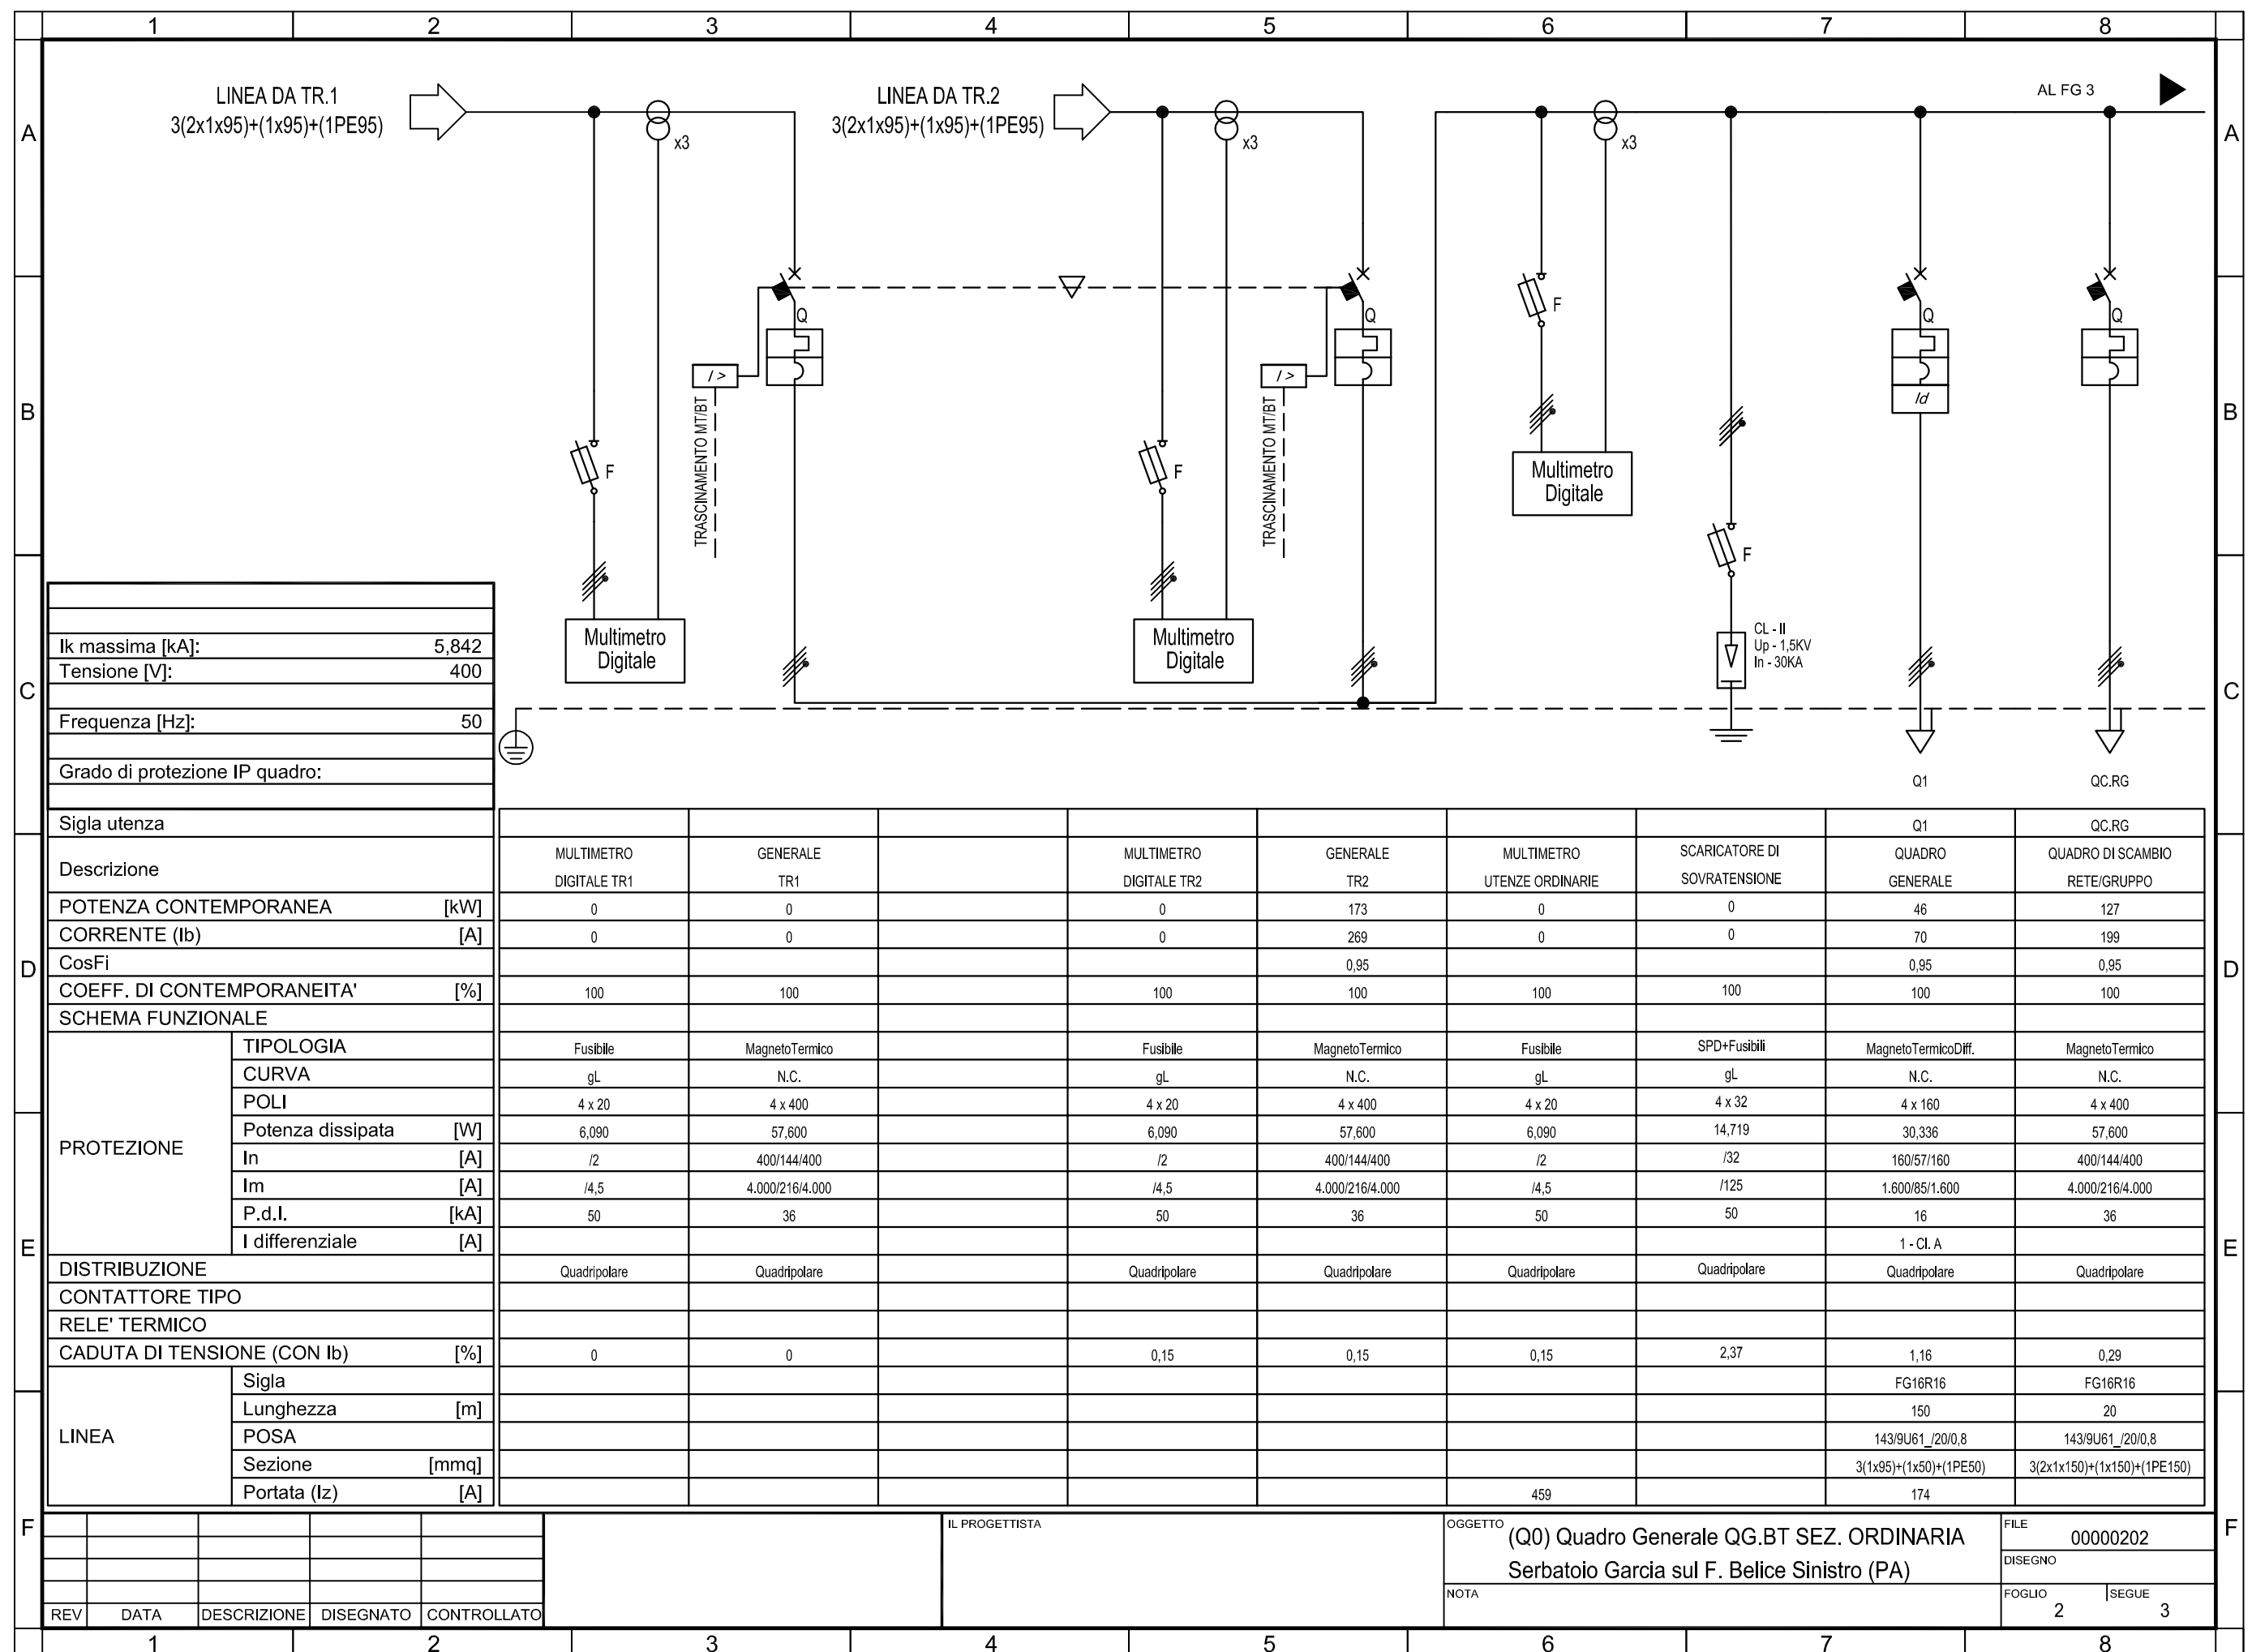 1 2 3 4 5 6 7 8
A A
B B
C C
D D
E E
F F
LINEA DA TR.1
3(2x1x95)+(1x95)+(1PE95)
x3
LINEA DA TR.2
3(2x1x95)+(1x95)+(1PE95)
x3
x3
AL FG 3
Q
I >
TRASCINAMENTO MT/BT
F
Multimetro
Digitale
Q
I >
TRASCINAMENTO MT/BT
F
Multimetro
Digitale
F
Multimetro
Digitale
F
CL - II
Up - 1,5KV
In - 30KA
Q
Id
Q1
Q
QC.RG
Ik massima [kA]: 5,842
Tensione [V]: 400
Frequenza [Hz]: 50
Grado di protezione IP quadro:
Sigla utenza Q1 QC.RG
Descrizione
MULTIMETRO GENERALE MULTIMETRO GENERALE MULTIMETRO SCARICATORE DI QUADRO QUADRO DI SCAMBIO
DIGITALE TR1 TR1 DIGITALE TR2 TR2 UTENZE ORDINARIE SOVRATENSIONE GENERALE RETE/GRUPPO
POTENZA CONTEMPORANEA [kW] 0 0 0 173 0 0 46 127
CORRENTE (Ib) [A] 0 0 0 269 0 0 70 199
CosFi 0,95 0,95 0,95
COEFF. DI CONTEMPORANEITA' [%] 100 100 100 100 100 100 100 100
SCHEMA FUNZIONALE
PROTEZIONE
TIPOLOGIA Fusibile MagnetoTermico Fusibile MagnetoTermico Fusibile SPD+Fusibili MagnetoTermicoDiff. MagnetoTermico
CURVA gL N.C. gL N.C. gL gL N.C. N.C.
POLI 4 x 20 4 x 400 4 x 20 4 x 400 4 x 20 4 x 32 4 x 160 4 x 400
Potenza dissipata [W] 6,090 57,600 6,090 57,600 6,090 14,719 30,336 57,600
In [A] /2 400/144/400 /2 400/144/400 /2 /32 160/57/160 400/144/400
Im [A] /4,5 4.000/216/4.000 /4,5 4.000/216/4.000 /4,5 /125 1.600/85/1.600 4.000/216/4.000
P.d.I. [kA] 50 36 50 36 50 50 16 36
I differenziale [A] 1 - Cl. A
DISTRIBUZIONE Quadripolare Quadripolare Quadripolare Quadripolare Quadripolare Quadripolare Quadripolare Quadripolare
CONTATTORE TIPO
RELE' TERMICO
CADUTA DI TENSIONE (CON Ib) [%] 0 0 0,15 0,15 0,15 2,37 1,16 0,29
LINEA
Sigla FG16R16 FG16R16
Lunghezza [m] 150 20
POSA 143/9U61_/20/0,8 143/9U61_/20/0,8
Sezione [mmq] 3(1x95)+(1x50)+(1PE50) 3(2x1x150)+(1x150)+(1PE150)
Portata (Iz) [A] 459 174
REV DATA DESCRIZIONE DISEGNATO CONTROLLATO
IL PROGETTISTA
OGGETTO
(Q0) Quadro Generale QG.BT SEZ. ORDINARIA
Serbatoio Garcia sul F. Belice Sinistro (PA)
NOTA
FILE
00000202
DISEGNO
FOGLIO SEGUE
2 3
1 2 3 4 5 6 7 8